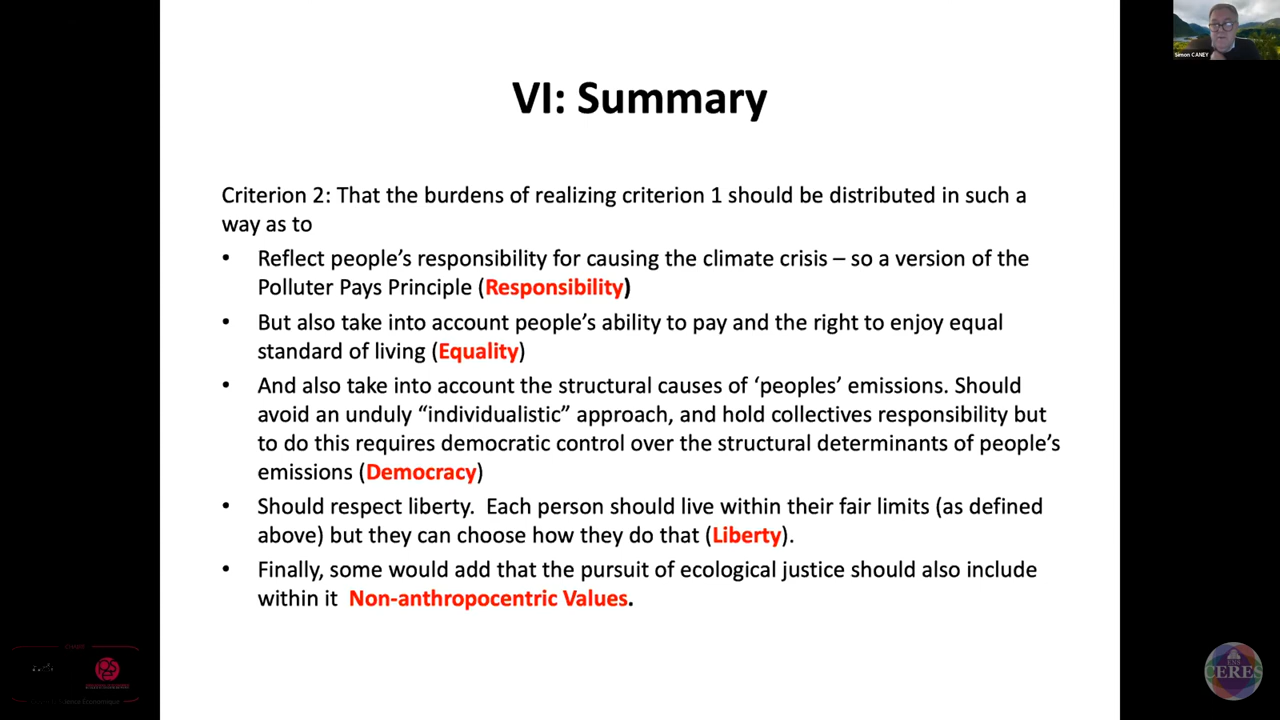 Simon CANEY
VI: Summary
Criterion 2: That the burdens of realizing criterion 1 should be distributed in such a
way as to
• Reflect people’s responsibility for causing the climate crisis – so a version of the
Polluter Pays Principle (Responsibility)
• But also take into account people’s ability to pay and the right to enjoy equal
standard of living (Equality)
• And also take into account the structural causes of ‘peoples’ emissions. Should
avoid an unduly “individualistic” approach, and hold collectives responsibility but
to do this requires democratic control over the structural determinants of people’s
emissions (Democracy)
• Should respect liberty.  Each person should live within their fair limits (as defined
above) but they can choose how they do that (Liberty).
• Finally, some would add that the pursuit of ecological justice should also include
within it  Non-anthropocentric Values.
ENS
CERES